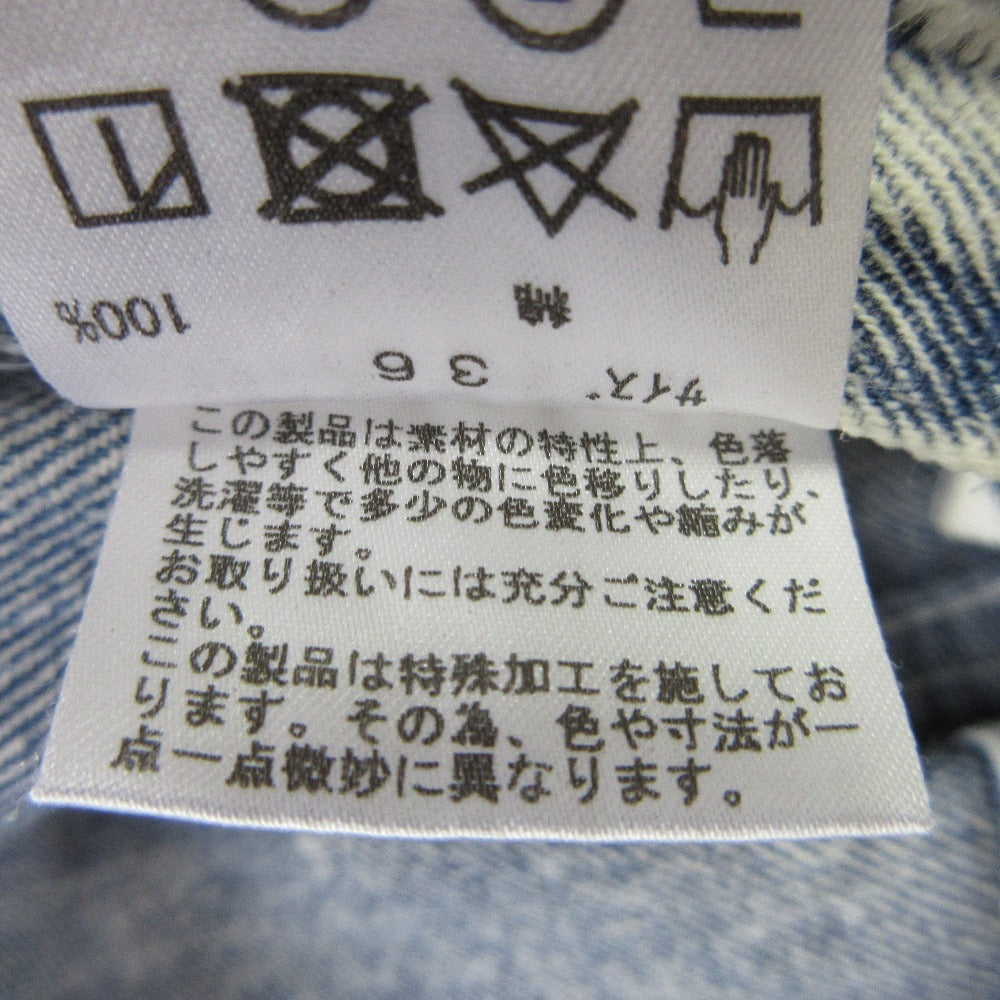 サイズ 36
綿 100%
この製品は素材の特性上、色落
しやすく他の物に色移りしたり、
洗濯等で多少の色変化や縮みが
生じます。
お取り扱いには充分ご注意くだ
さい。
この製品は特殊加工を施してお
ります。その為、色や寸法が一
点一点微妙に異なります。